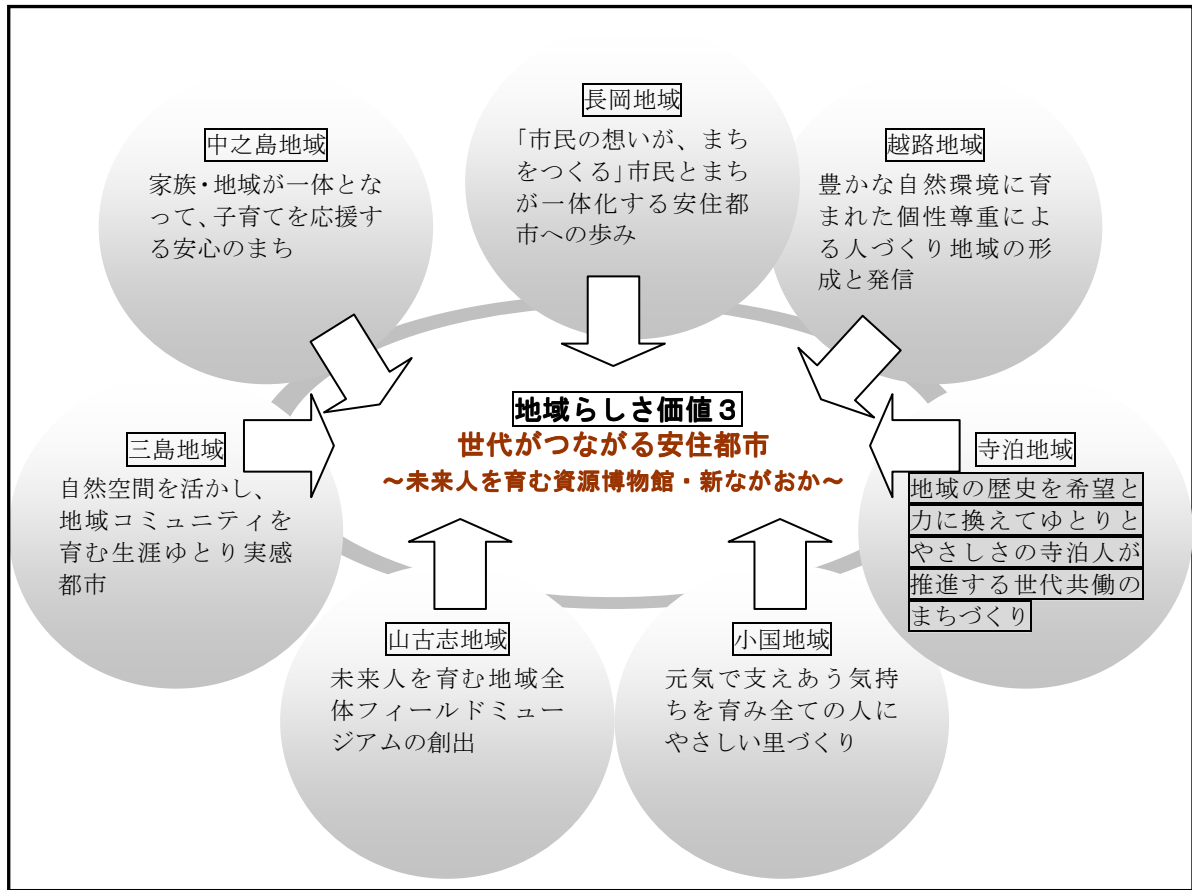 長岡地域
「市民の想いが、まち
をつくる」市民とまち
が一体化する安住都
市への歩み
中之島地域
家族・地域が一体とな
って、子育てを応援す
る安心のまち
越路地域
豊かな自然環境に育
まれた個性尊重によ
る人づくり地域の形
成と発信
地域らしさ価値３
世代がつながる安住都市
～未来人を育む資源博物館・新ながおか～
三島地域
自然空間を活かし、
地域コミュニティを
育む生涯ゆとり実感
都市
寺泊地域
地域の歴史を希望と
力に換えてゆとりと
やさしさの寺泊人が
推進する世代共働の
まちづくり
山古志地域
未来人を育む地域全
体フィールドミュー
ジアムの創出
小国地域
元気で支えあう気持
ちを育み全ての人に
やさしい里づくり